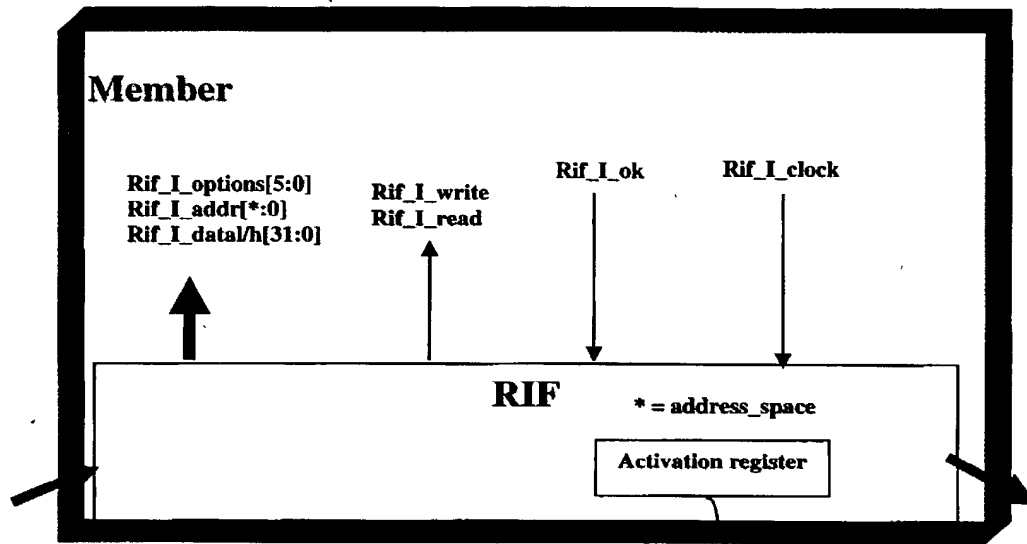 Member
Rif_I_options[5:0]
Rif_I_addr[*:0]
Rif_I_datal/h[31:0]
Rif_I_write
Rif_I_read
Rif_I_ok
Rif_I_clock
RIF
* = address_space
Activation register